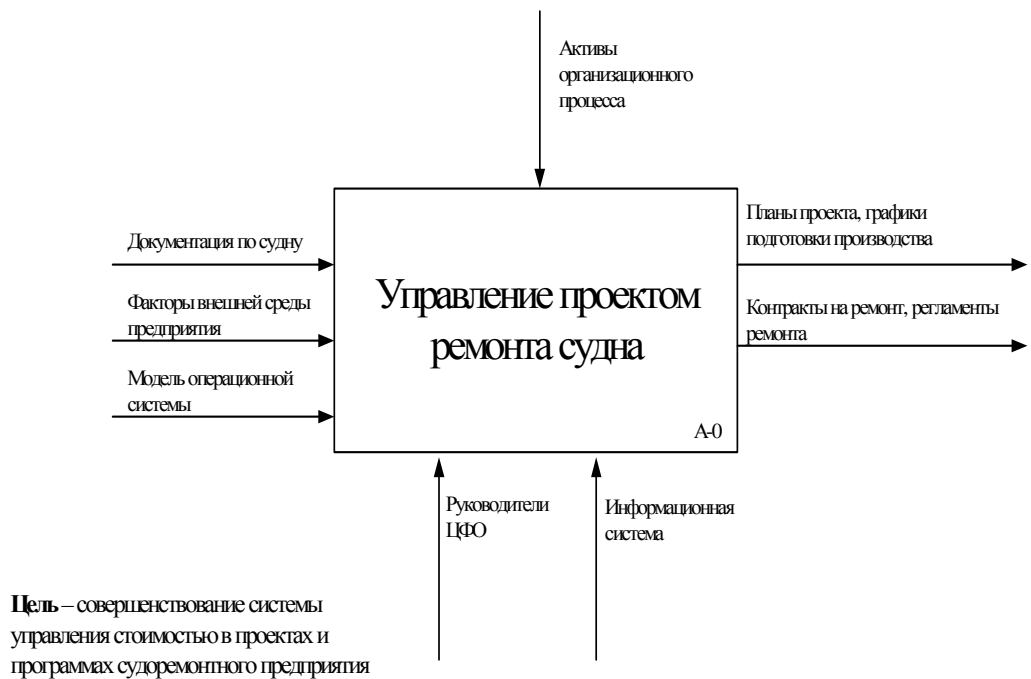 Активы
организационного
процесса
Документация по судну
Факторы внешней среды
предприятия
Модель операционной
системы
Управление проектом
ремонта судна
А-0
Планы проекта, графики
подготовки производства
Контракты на ремонт, регламенты
ремонта
Руководители
ЦФО
Информационная
система
Цель – совершенствование системы
управления стоимостью в проектах и
программах судоремонтного предприятия